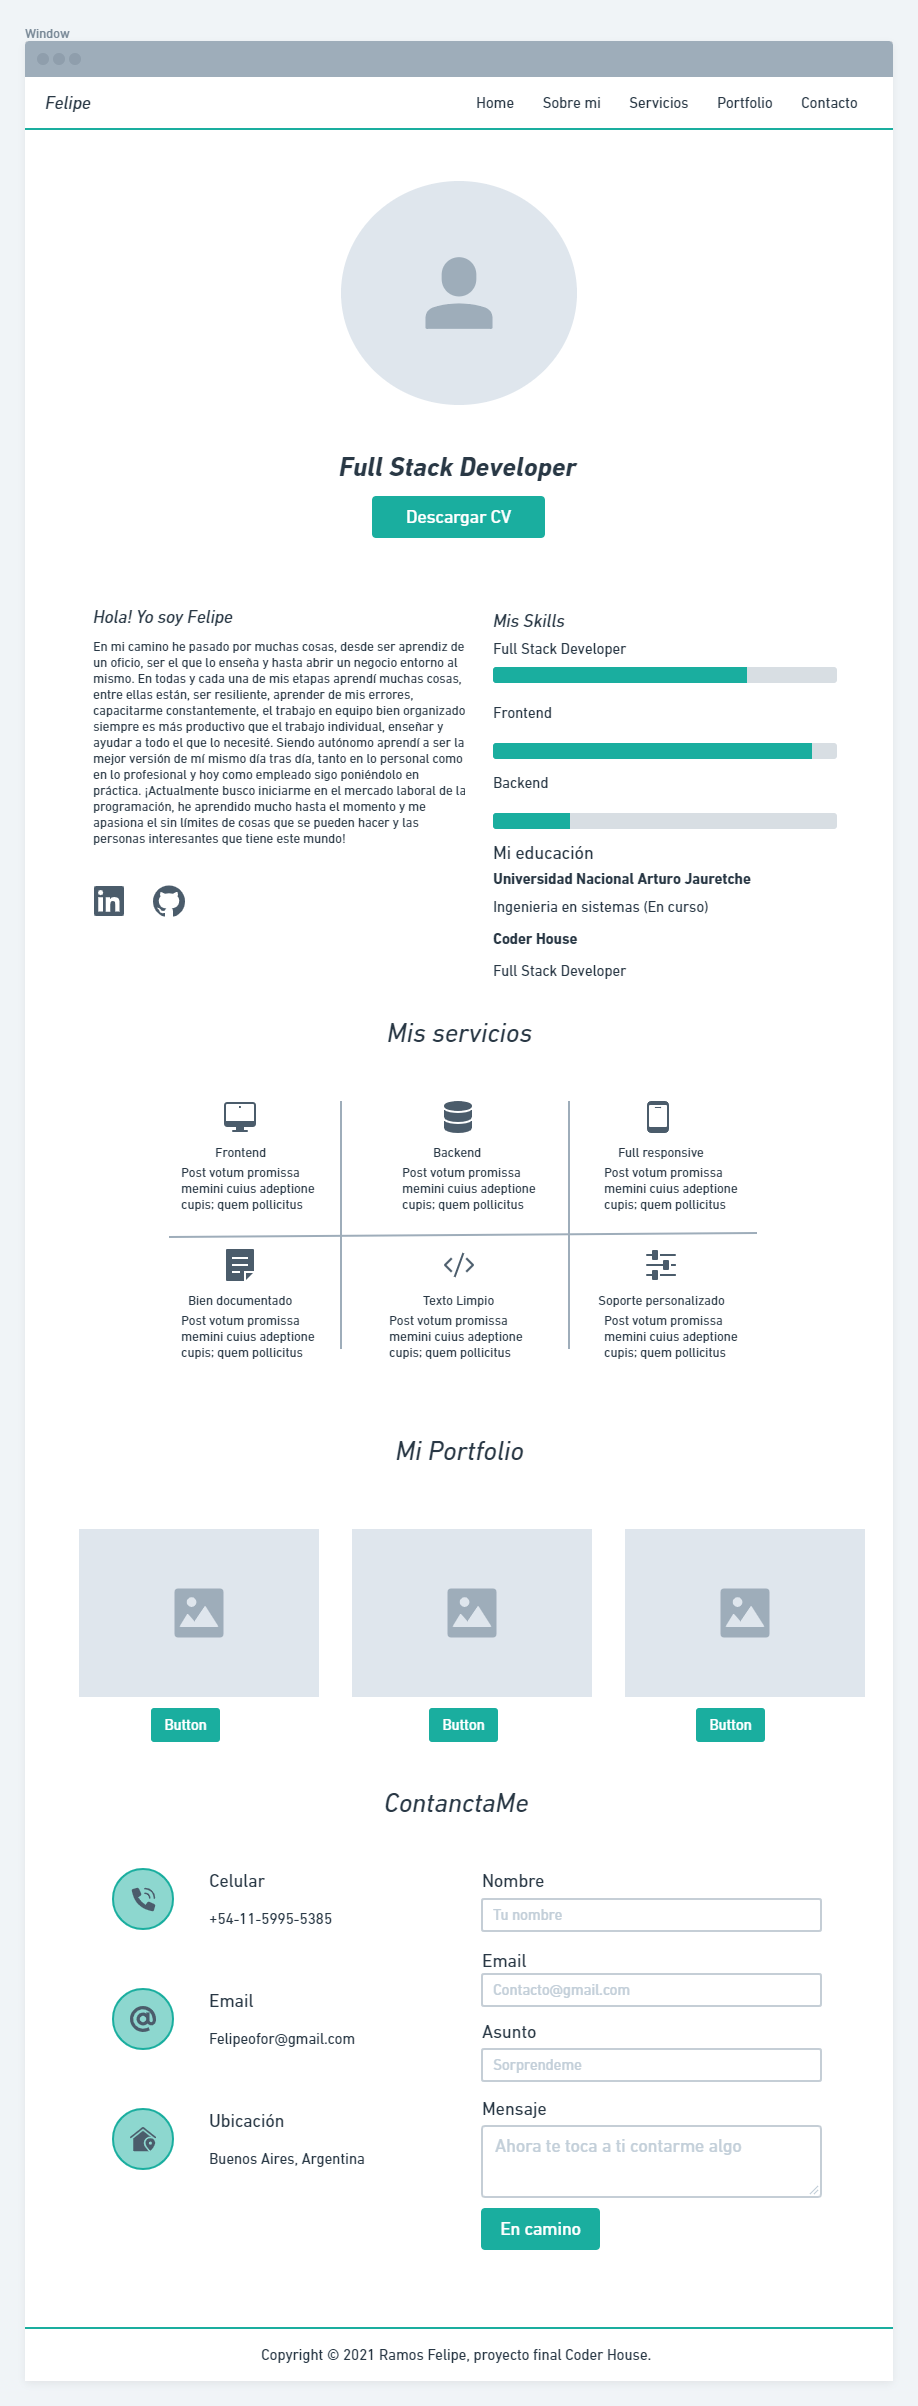 Window
Felipe
Home Sobre mi Servicios Portfolio Contacto
Full Stack Developer
Descargar CV
Hola! Yo soy Felipe
En mi camino he pasado por muchas cosas, desde ser aprendiz de
un oficio, ser el que lo enseña y hasta abrir un negocio entorno al
mismo. En todas y cada una de mis etapas aprendí muchas cosas,
entre ellas están, ser resiliente, aprender de mis errores,
capacitarme constantemente, el trabajo en equipo bien organizado
siempre es más productivo que el trabajo individual, enseñar y
ayudar a todo el que lo necesité. Siendo autónomo aprendí a ser la
mejor versión de mí mismo día tras día, tanto en lo personal como
en lo profesional y hoy como empleado sigo poniéndolo en
práctica. ¡Actualmente busco iniciarme en el mercado laboral de la
programación, he aprendido mucho hasta el momento y me
apasiona el sin límites de cosas que se pueden hacer y las
personas interesantes que tiene este mundo!
in
Mis Skills
Full Stack Developer
Frontend
Backend
Mi educación
Universidad Nacional Arturo Jauretche
Ingenieria en sistemas (En curso)
Coder House
Full Stack Developer
Mis servicios
Frontend
Post votum promissa
memini cuius adeptione
cupis; quem pollicitus
Backend
Post votum promissa
memini cuius adeptione
cupis; quem pollicitus
Full responsive
Post votum promissa
memini cuius adeptione
cupis; quem pollicitus
Bien documentado
Post votum promissa
memini cuius adeptione
cupis; quem pollicitus
Texto Limpio
Post votum promissa
memini cuius adeptione
cupis; quem pollicitus
Soporte personalizado
Post votum promissa
memini cuius adeptione
cupis; quem pollicitus
Mi Portfolio
Button Button Button
ContanctaMe
Celular
+54-11-5995-5385
Email
Felipeofor@gmail.com
Ubicación
Buenos Aires, Argentina
Nombre
Tu nombre
Email
Contacto@gmail.com
Asunto
Sorprendeme
Mensaje
Ahora te toca a ti contarme algo
En camino
Copyright © 2021 Ramos Felipe, proyecto final Coder House.